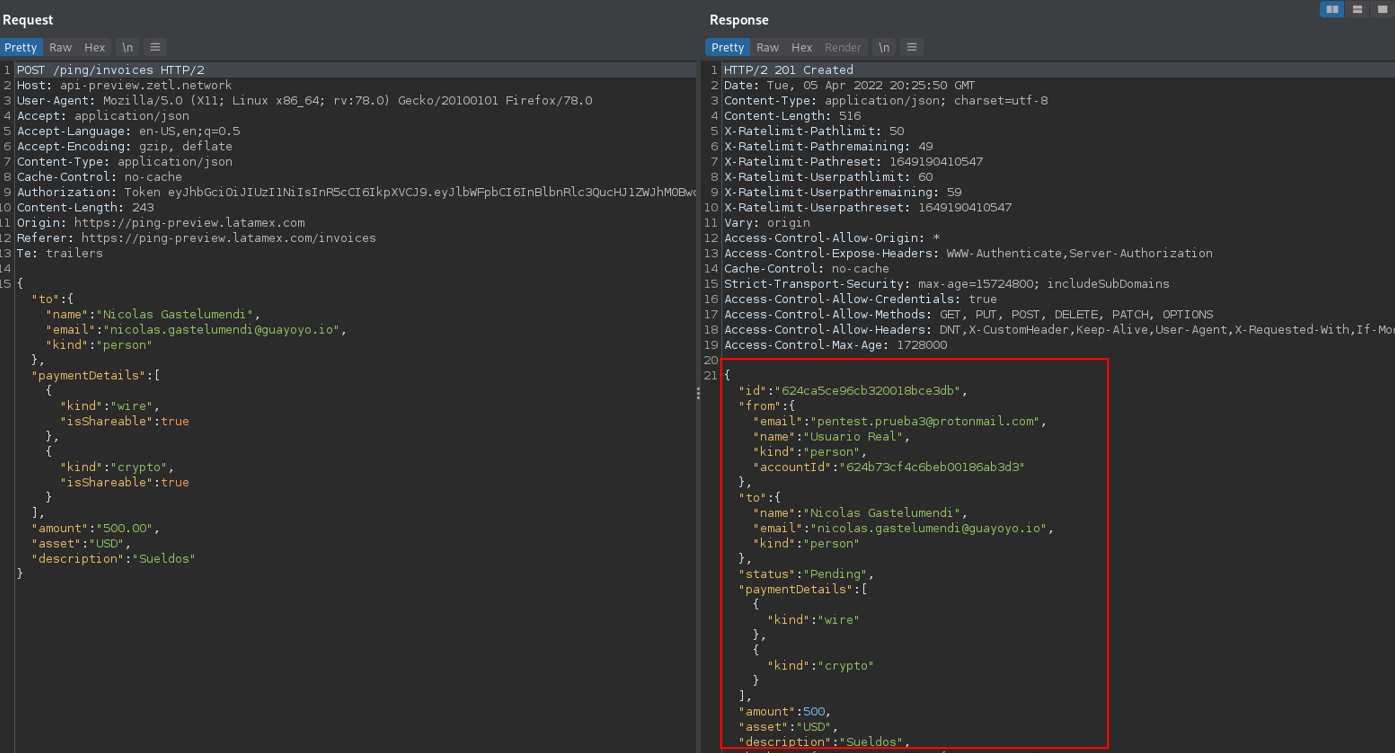 Request
Pretty Raw Hex \n
1 POST /ping/invoices HTTP/2
2 Host: api-preview.zetl.network
3 User-Agent: Mozilla/5.0 (X11; Linux x86_64; rv:78.0) Gecko/20100101 Firefox/78.0
4 Accept: application/json
5 Accept-Language: en-US,en;q=0.5
6 Accept-Encoding: gzip, deflate
7 Content-Type: application/json
8 Cache-Control: no-cache
9 Authorization: Token
10 Content-Length: 243
11 Origin: https://ping-preview.latamex.com
12 Referer: https://ping-preview.latamex.com/invoices
13 Te: trailers
14
15 {
"to":{
"name":"Nicolas Gastelumendi",
"email":"nicolas.gastelumendi@guayoyo.io",
"kind":"person"
},
"paymentDetails":[
{
"kind":"wire",
"isShareable":true
},
{
"kind":"crypto",
"isShareable":true
}
],
"amount":"500.00",
"asset":"USD",
"description":"Sueldos"
}
Response
Pretty Raw Hex Render \n
1 HTTP/2 201 Created
2 Date: Tue, 05 Apr 2022 20:25:50 GMT
3 Content-Type: application/json; charset=utf-8
4 Content-Length: 516
5 X-Ratelimit-Pathlimit: 50
6 X-Ratelimit-Pathremaining: 49
7 X-Ratelimit-Pathreset: 1649190410547
8 X-Ratelimit-Userpathlimit: 60
9 X-Ratelimit-Userpathremaining: 59
10 X-Ratelimit-Userpathreset: 1649190410547
11 Vary: origin
12 Access-Control-Allow-Origin: *
13 Access-Control-Expose-Headers: WWW-Authenticate,Server-Authorization
14 Cache-Control: no-cache
15 Strict-Transport-Security: max-age=15724800; includeSubDomains
16 Access-Control-Allow-Credentials: true
17 Access-Control-Allow-Methods: GET, PUT, POST, DELETE, PATCH, OPTIONS
18 Access-Control-Allow-Headers: DNT,X-CustomHeader,Keep-Alive,User-Agent,X-Requested-With,If-Mo
19 Access-Control-Max-Age: 1728000
20
21 {
"id":"624ca5ce96cb320018bce3db",
"from":{
"email":"pentest.prueba3@protonmail.com",
"name":"Usuario Real",
"kind":"person",
"accountId":"624b73cf4c6beb00186ab3d3"
},
"to":{
"name":"Nicolas Gastelumendi",
"email":"nicolas.gastelumendi@guayoyo.io",
"kind":"person"
},
"status":"Pending",
"paymentDetails":[
{
"kind":"wire"
},
{
"kind":"crypto"
}
],
"amount":500,
"asset":"USD",
"description":"Sueldos",